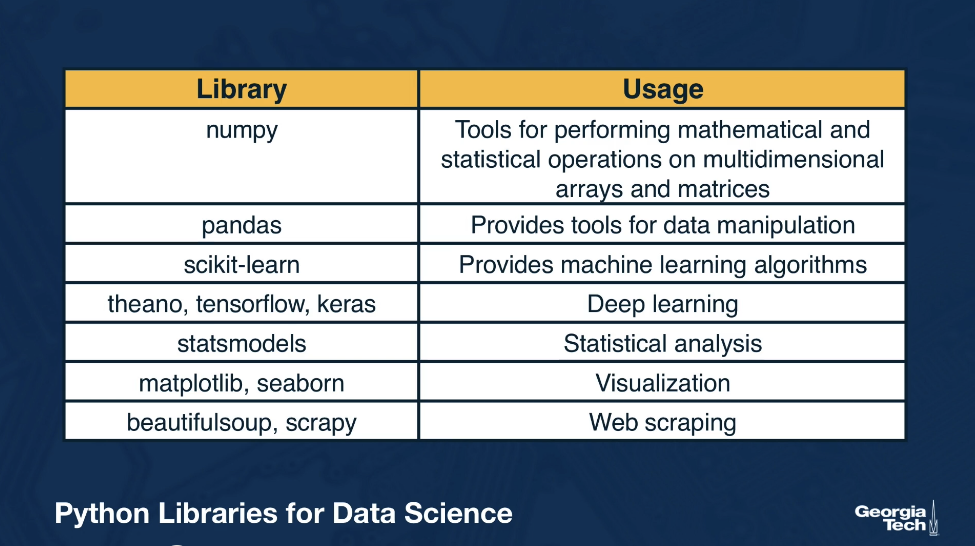 Library
Usage
numpy
Tools for performing mathematical and
statistical operations on multidimensional
arrays and matrices
pandas
Provides tools for data manipulation
scikit-learn
Provides machine learning algorithms
theano, tensorflow, keras
Deep learning
statsmodels
Statistical analysis
matplotlib, seaborn
Visualization
beautifulsoup, scrapy
Web scraping
Python Libraries for Data Science
Georgia
Tech